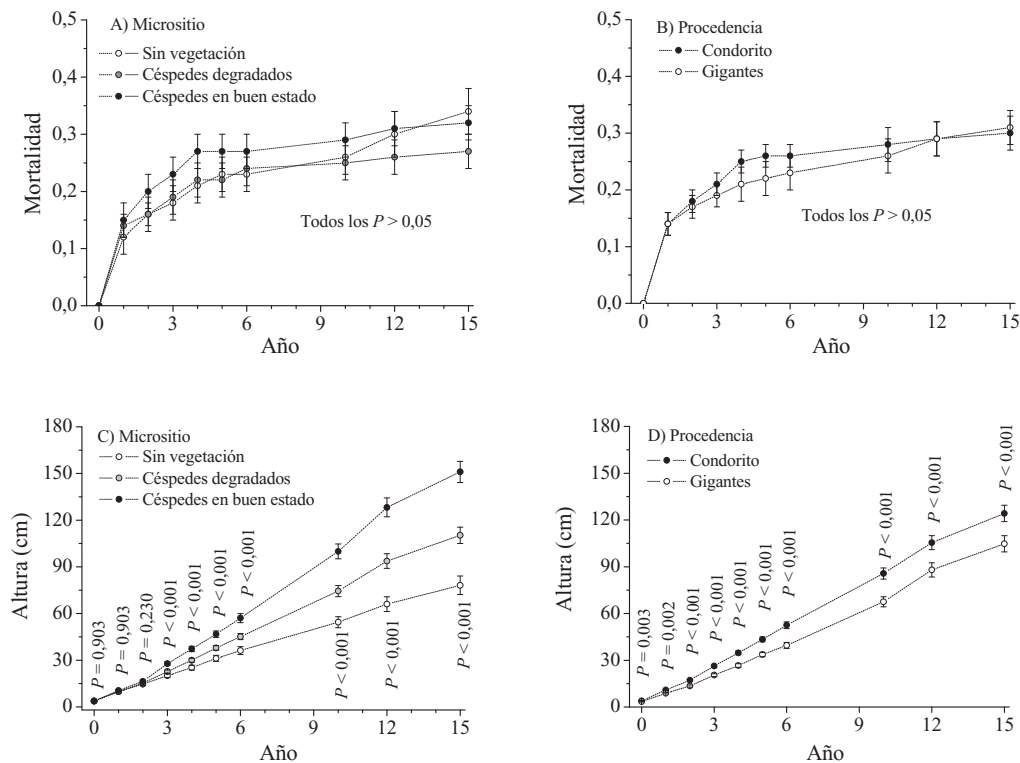 A) Micrositio
Sin vegetación
Céspedes degradados
Céspedes en buen estado
Todos los P > 0,05
Mortalidad
0,5
0,4
0,3
0,2
0,1
0,0
0 3 6 9 12 15
Año
B) Procedencia
Condorito
Gigantes
Todos los P > 0,05
Mortalidad
0,5
0,4
0,3
0,2
0,1
0,0
0 3 6 9 12 15
Año
C) Micrositio
Sin vegetación
Céspedes degradados
Céspedes en buen estado
Altura (cm)
180
150
120
90
60
30
0
P = 0,903
P = 0,903
P = 0,230
P < 0,001
P < 0,001
P < 0,001
P < 0,001
P < 0,001
P < 0,001
P < 0,001
0 3 6 9 12 15
Año
D) Procedencia
Condorito
Gigantes
Altura (cm)
180
150
120
90
60
30
0
P = 0,003
P = 0,002
P < 0,001
P < 0,001
P < 0,001
P < 0,001
P < 0,001
P < 0,001
P < 0,001
P < 0,001
0 3 6 9 12 15
Año